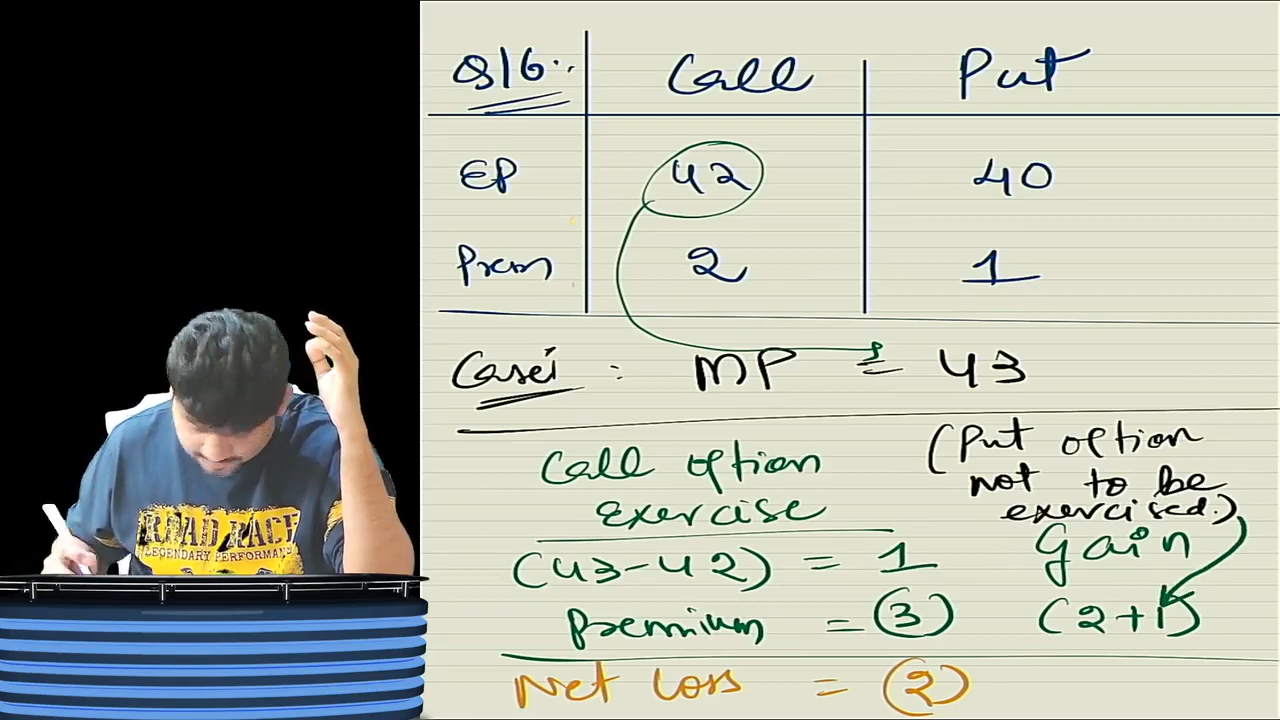 Q16:.
Call
Put
EP
42
40
Prem
2
1
Case i : MP = 43
Call option
exercise
(Put option
not to be
exercised.)
(43-42) = 1 Gain
Premium = (3) (2+1)
Net Loss = (2)
ROAD RACE
LEGENDARY PERFORMAN